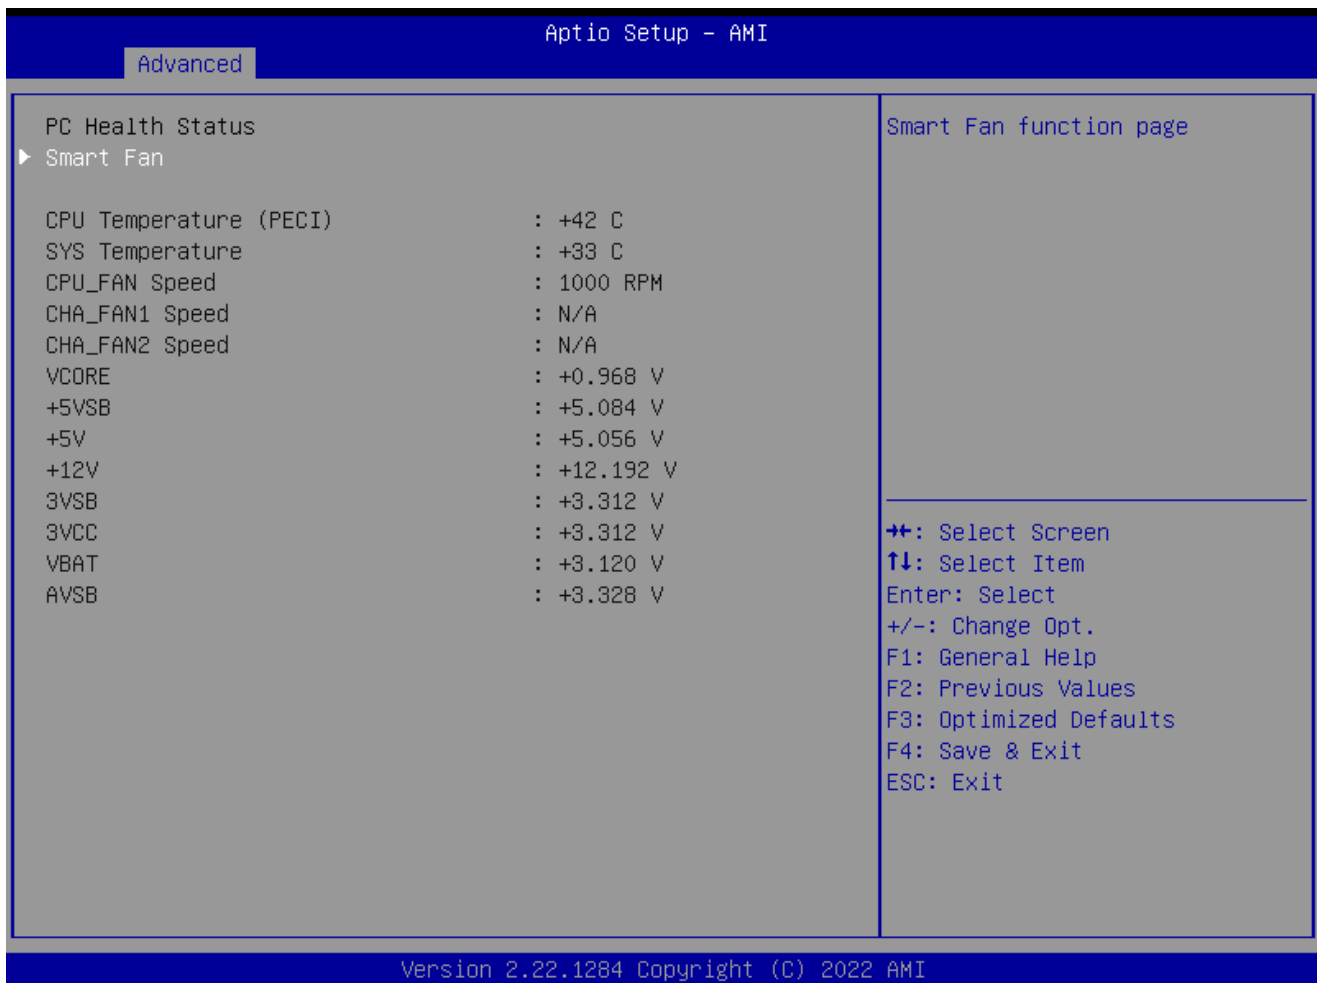 Aptio Setup – AMI
Advanced
PC Health Status
Smart Fan
CPU Temperature (PECI) : +42 C
SYS Temperature : +33 C
CPU_FAN Speed : 1000 RPM
CHA_FAN1 Speed : N/A
CHA_FAN2 Speed : N/A
VCORE : +0.968 V
+5VSB : +5.084 V
+5V : +5.056 V
+12V : +12.192 V
3VSB : +3.312 V
3VCC : +3.312 V
VBAT : +3.120 V
AVSB : +3.328 V
Smart Fan function page
→←: Select Screen
↑↓: Select Item
Enter: Select
+/-: Change Opt.
F1: General Help
F2: Previous Values
F3: Optimized Defaults
F4: Save & Exit
ESC: Exit
Version 2.22.1284 Copyright (C) 2022 AMI